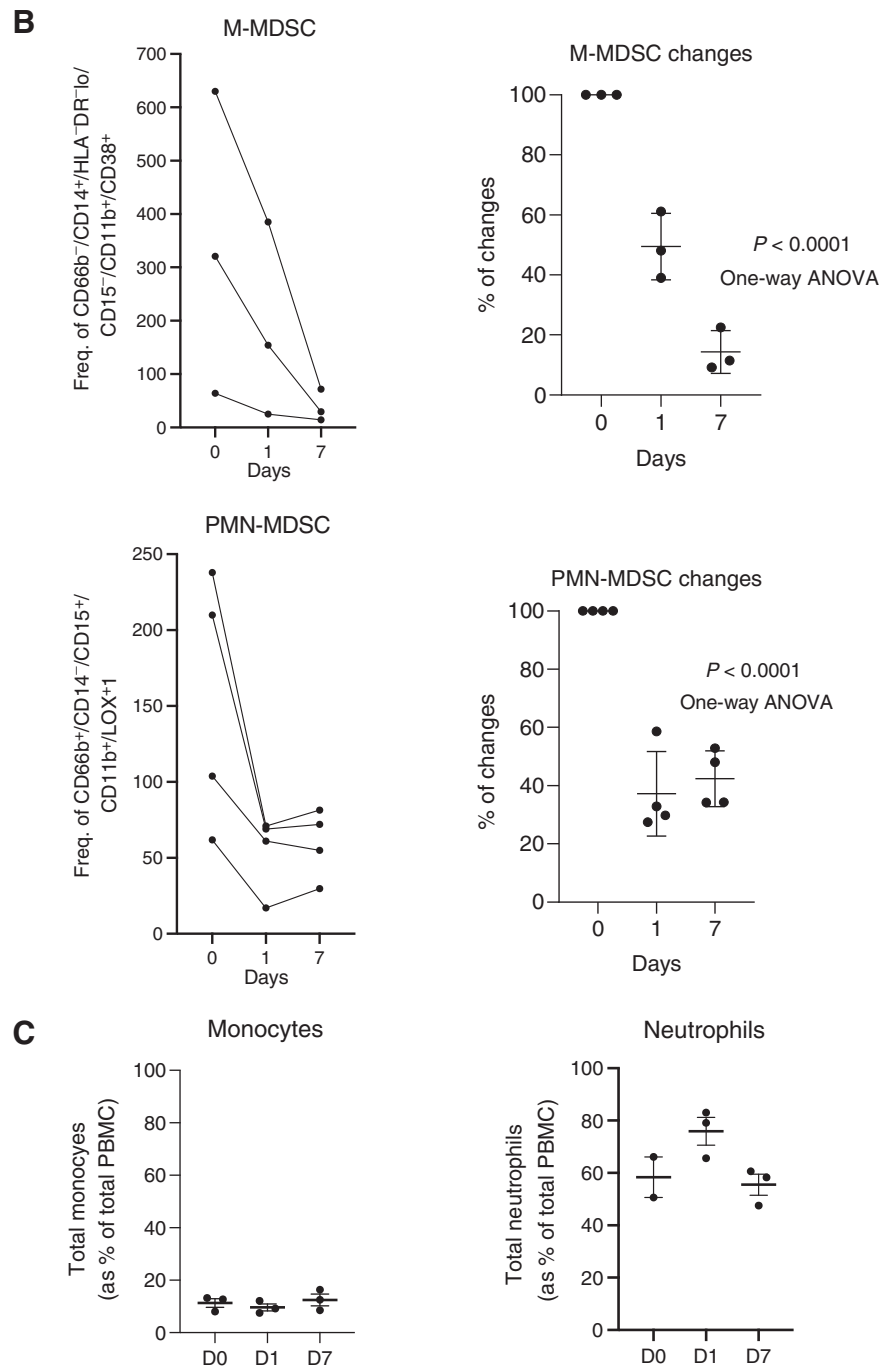 B
M-MDSC
Freq. of CD66b⁻/CD14⁺/HLA⁻DR⁻lo/
CD15⁻/CD11b⁺/CD38⁺
700
600
500
400
300
200
100
0
0 1 7
Days
M-MDSC changes
% of changes
100
80
60
40
20
0
P < 0.0001
One-way ANOVA
0 1 7
Days
PMN-MDSC
Freq. of CD66b⁺/CD14⁻/CD15⁺/
CD11b⁺/LOX⁺1
250
200
150
100
50
0
0 1 7
Days
PMN-MDSC changes
% of changes
100
80
60
40
20
0
P < 0.0001
One-way ANOVA
0 1 7
Days
C
Monocytes
Total monocyes
(as % of total PBMC)
100
80
60
40
20
0
D0 D1 D7
Neutrophils
Total neutrophils
(as % of total PBMC)
100
80
60
40
20
0
D0 D1 D7